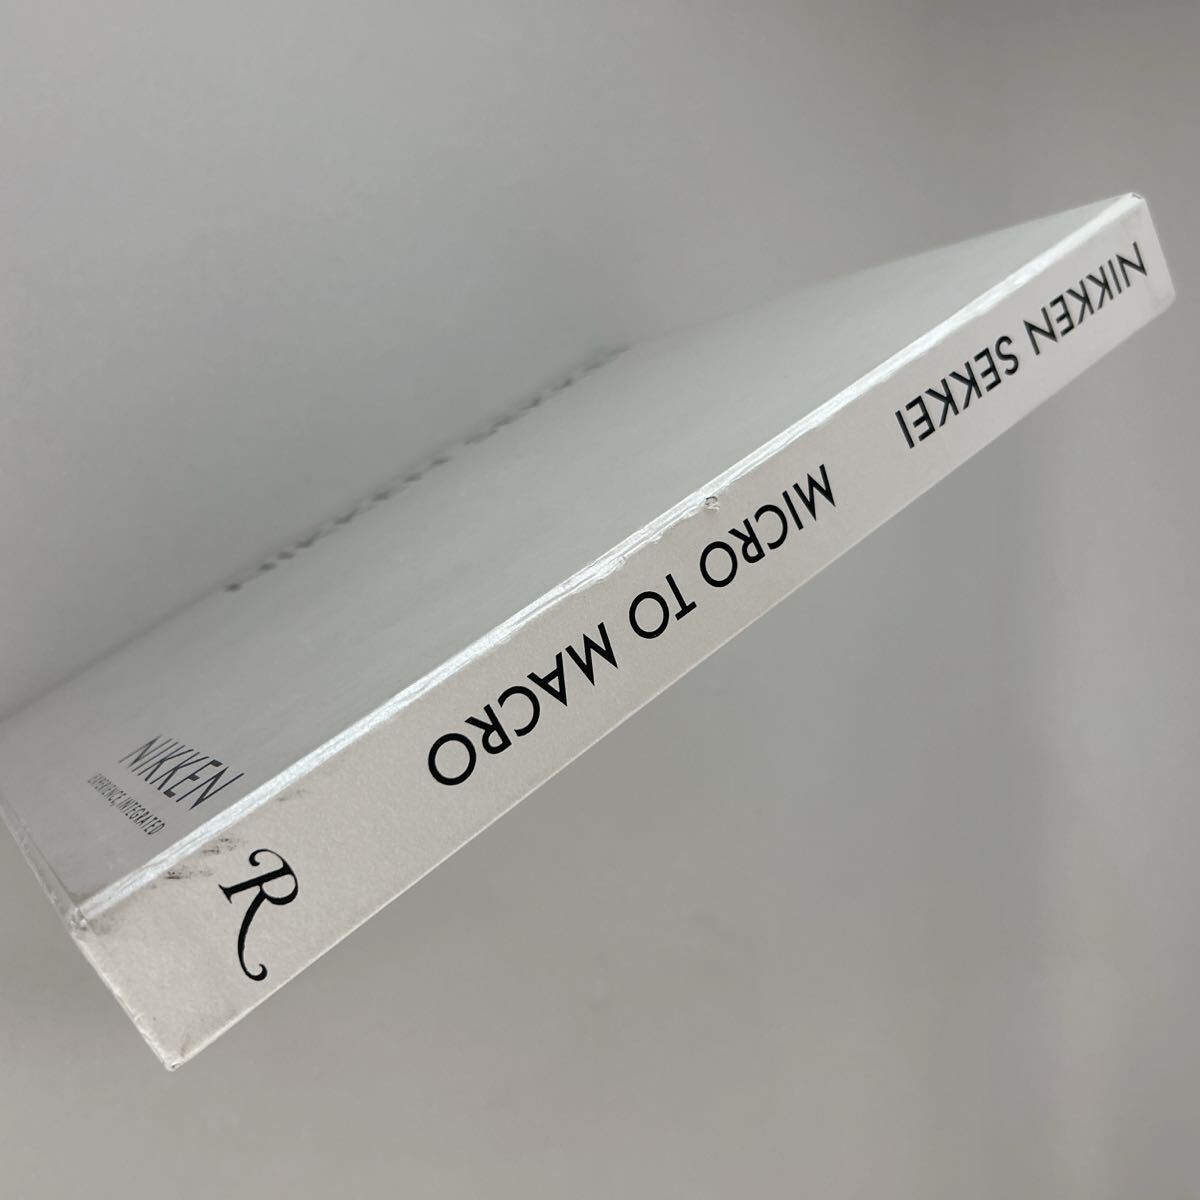 NIKKEN SEKKEI MICRO TO MACRO
R
NIKKEN
EXPERIENCE, INTEGRATED